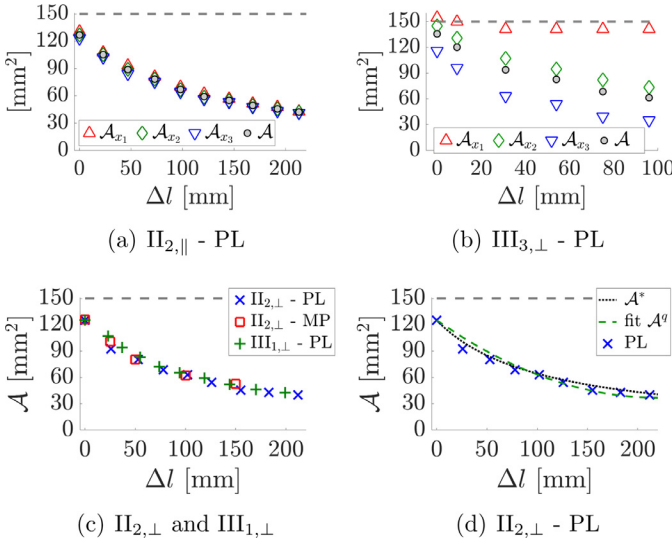 150
120
90
60
30
0
[mm²]
𝒜x₁ 𝒜x₂ 𝒜x₃ 𝒜
0 50 100 150 200
Δl [mm]
(a) II₂,∥ - PL
150
120
90
60
30
0
[mm²]
𝒜x₁ 𝒜x₂ 𝒜x₃ 𝒜
0 20 40 60 80 100
Δl [mm]
(b) III₃,⊥ - PL
150
120
90
60
30
0
𝒜 [mm²]
II₂,⊥ - PL
II₂,⊥ - MP
III₁,⊥ - PL
0 50 100 150 200
Δl [mm]
(c) II₂,⊥ and III₁,⊥
150
120
90
60
30
0
𝒜 [mm²]
𝒜*
fit 𝒜q
PL
0 50 100 150 200
Δl [mm]
(d) II₂,⊥ - PL